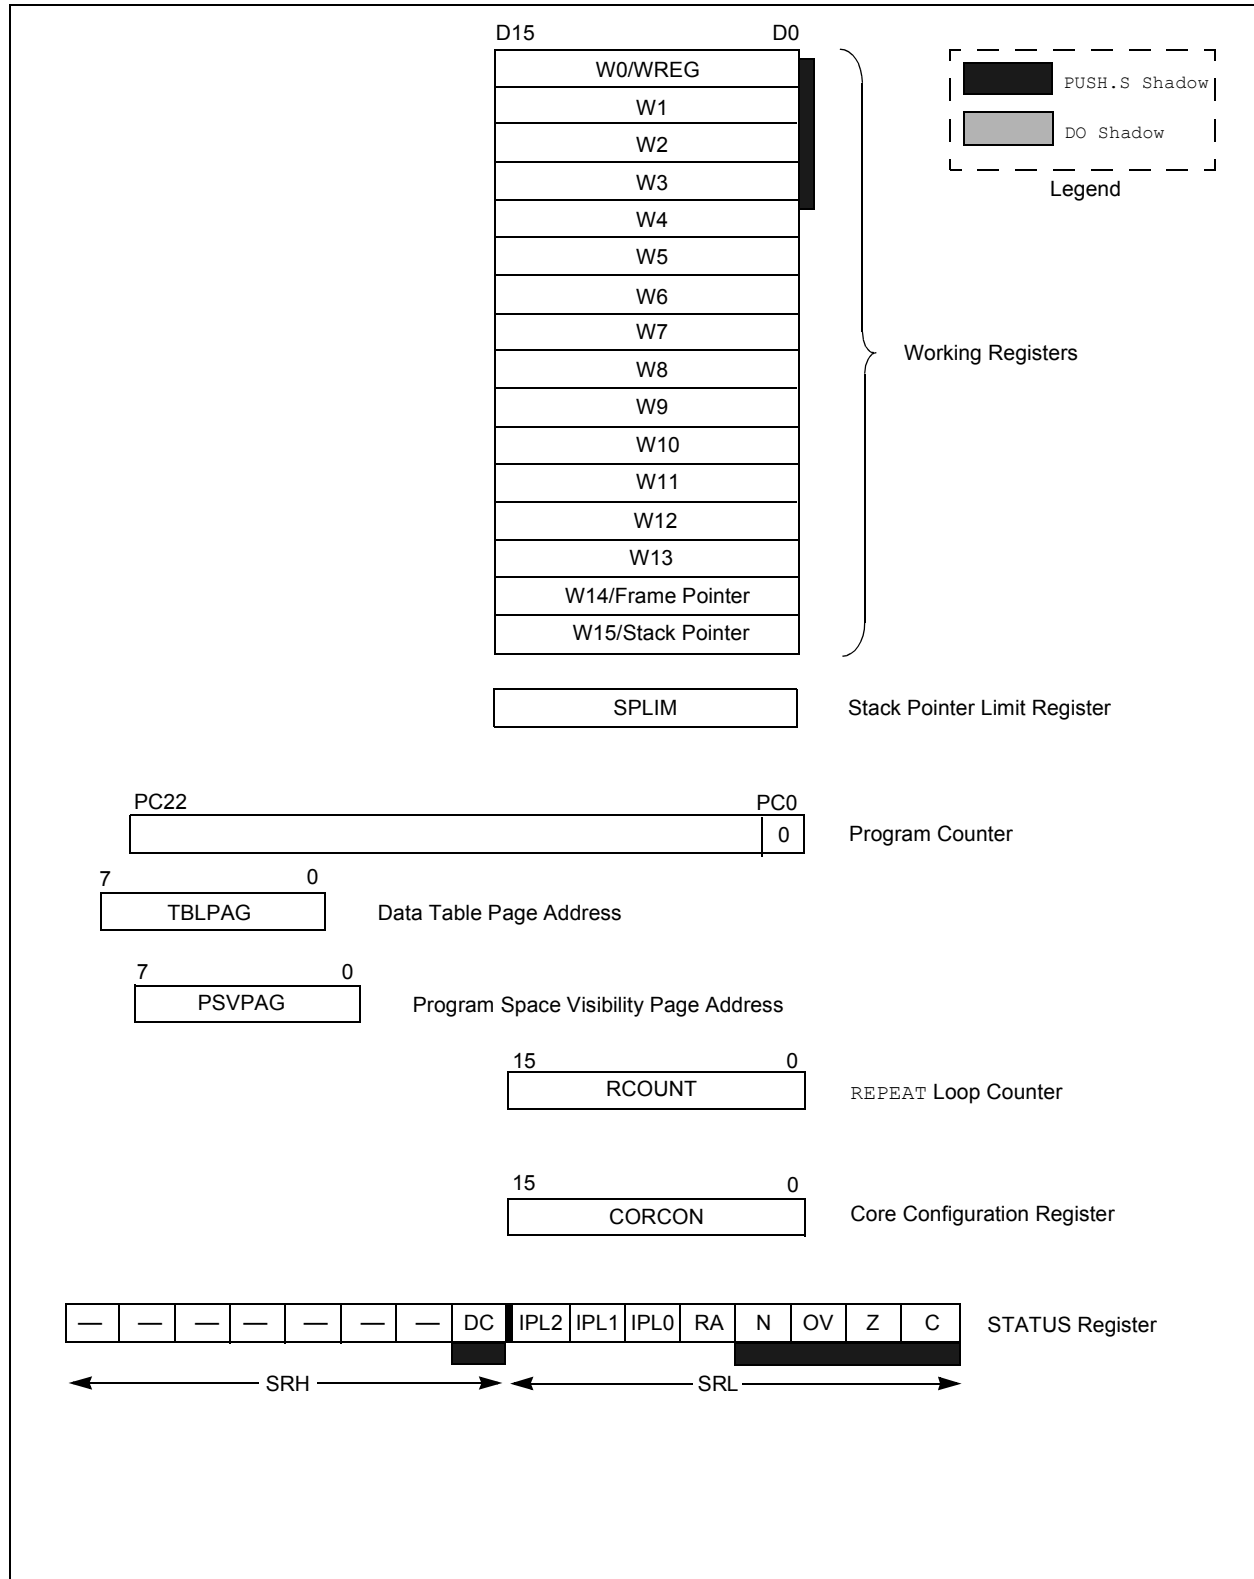 D15 D0
W0/WREG
W1
W2
W3
W4
W5
W6
W7
W8
W9
W10
W11
W12
W13
W14/Frame Pointer
W15/Stack Pointer
PUSH.S Shadow
DO Shadow
Legend
Working Registers
SPLIM Stack Pointer Limit Register
PC22 PC0
0 Program Counter
7 0
TBLPAG Data Table Page Address
7 0
PSVPAG Program Space Visibility Page Address
15 0
RCOUNT REPEAT Loop Counter
15 0
CORCON Core Configuration Register
— — — — — — — DC IPL2 IPL1 IPL0 RA N OV Z C STATUS Register
SRH SRL